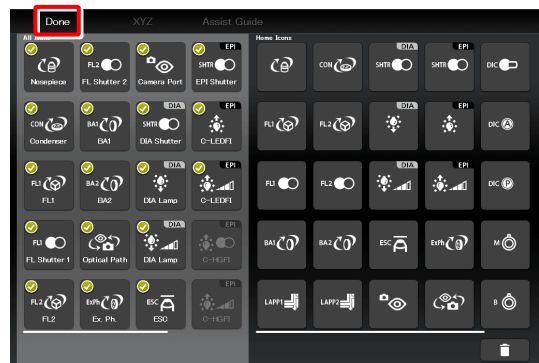 Done XYZ Assist Guide
All Icons Home Icons
EPI DIA EPI
FL2 SHTR CON SHTR SHTR DIC
Nosepiece FL Shutter 2 Camera Port EPI Shutter
DIA EPI
CON BA1 SHTR FL1 FL2 DIC A
Condenser BA1 DIA Shutter C-LEDFI
DIA EPI DIA EPI
FL1 BA2 FL1 FL2 DIC P
FL1 BA2 DIA Lamp C-LEDFI
DIA EPI
FL1 BA1 BA2 ESC ExPh M
FL Shutter 1 Optical Path DIA Lamp C-HGFI
EPI
FL2 ExPh ESC LAPP1 LAPP2 B
FL2 Ex. Ph. ESC C-HGFI